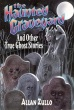 the Haunted
Graveyard
And Other
True Ghost Stories
Allan Zullo